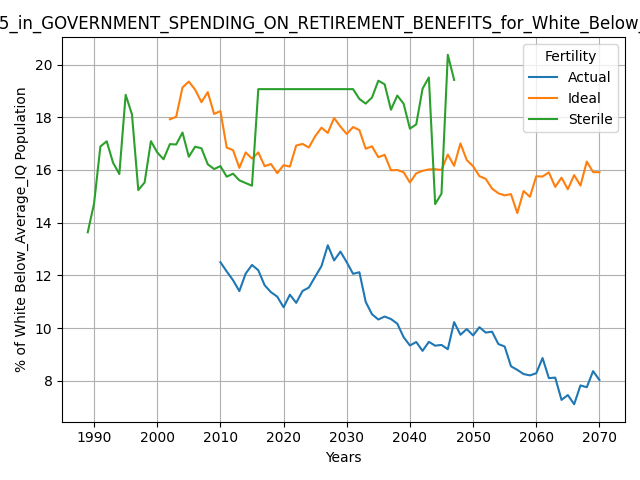 5_in_GOVERNMENT_SPENDING_ON_RETIREMENT_BENEFITS_for_White_Below_
Fertility
Actual
Ideal
Sterile
% of White Below_Average_IQ Population
20
18
16
14
12
10
8
1990 2000 2010 2020 2030 2040 2050 2060 2070
Years